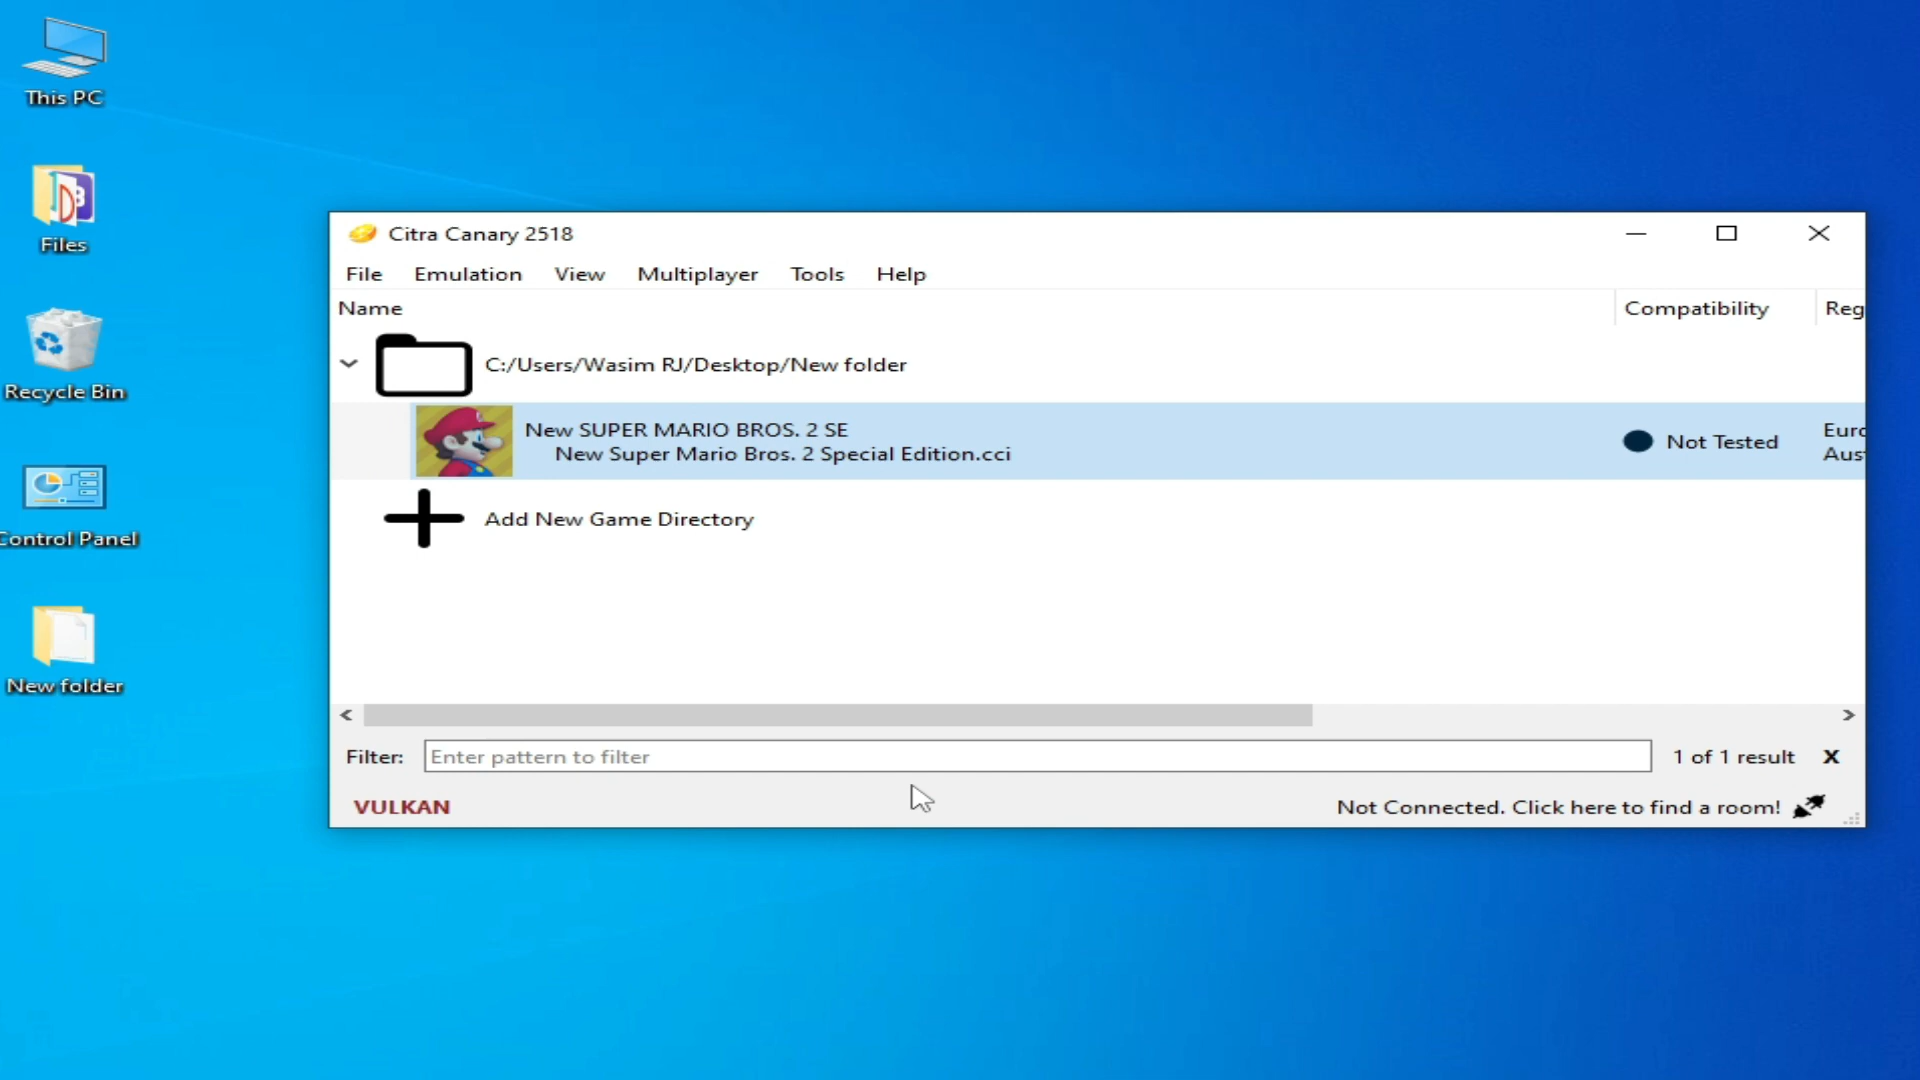 This PC
Files
Recycle Bin
Control Panel
New folder
Citra Canary 2518
File Emulation View Multiplayer Tools Help
Name Compatibility Reg
C:/Users/Wasim RJ/Desktop/New folder
New SUPER MARIO BROS. 2 SE
New Super Mario Bros. 2 Special Edition.cci
Not Tested
Euro
Aus
Add New Game Directory
Filter: Enter pattern to filter 1 of 1 result X
VULKAN Not Connected. Click here to find a room!